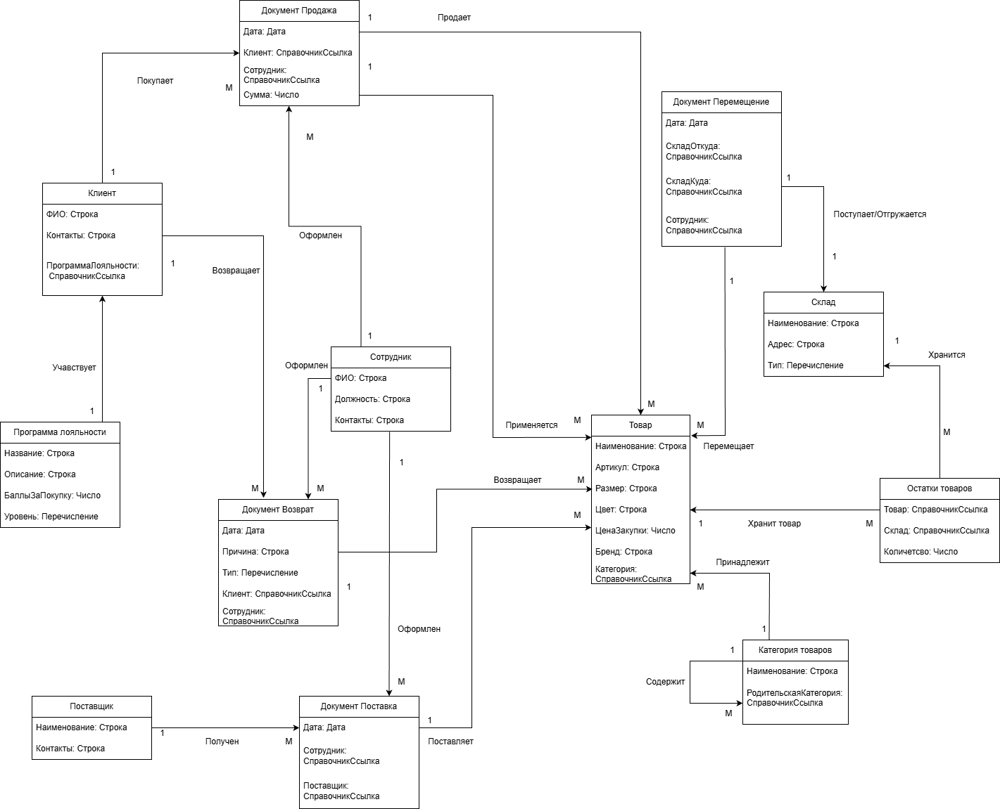 Документ Продажа
Дата: Дата
Клиент: СправочникСсылка
Сотрудник:
СправочникСсылка
Сумма: Число
1
Продает
1
М
Покупает
М
1
Оформлен
1
Документ Перемещение
Дата: Дата
СкладОткуда:
СправочникСсылка
СкладКуда:
СправочникСсылка
Сотрудник:
СправочникСсылка
1
Поступает/Отгружается
1
1
Клиент
ФИО: Строка
Контакты: Строка
ПрограммаЛояльности:
СправочникСсылка
1
Возвращает
М
Учавствует
1
Склад
Наименование: Строка
Адрес: Строка
Тип: Перечисление
1
Хранится
М
Сотрудник
ФИО: Строка
Должность: Строка
Контакты: Строка
Оформлен
1
М
1
Оформлен
М
Программа лояльности
Название: Строка
Описание: Строка
БаллыЗаПокупку: Число
Уровень: Перечисление
М
Применяется
М
М
Перемещает
Товар
Наименование: Строка
Артикул: Строка
Размер: Строка
Цвет: Строка
ЦенаЗакупки: Число
Бренд: Строка
Категория:
СправочникСсылка
Возвращает
М
М
Остатки товаров
Товар: СправочникСсылка
Склад: СправочникСсылка
Количетсво: Число
1
Хранит товар
М
Документ Возврат
Дата: Дата
Причина: Строка
Тип: Перечисление
Клиент: СправочникСсылка
Сотрудник:
СправочникСсылка
1
Принадлежит
М
1
Категория товаров
Наименование: Строка
РодительскаяКатегория:
СправочникСсылка
1
Содержит
М
Поставщик
Наименование: Строка
Контакты: Строка
1
Получен
М
Документ Поставка
Дата: Дата
Сотрудник:
СправочникСсылка
Поставщик:
СправочникСсылка
1
Поставляет